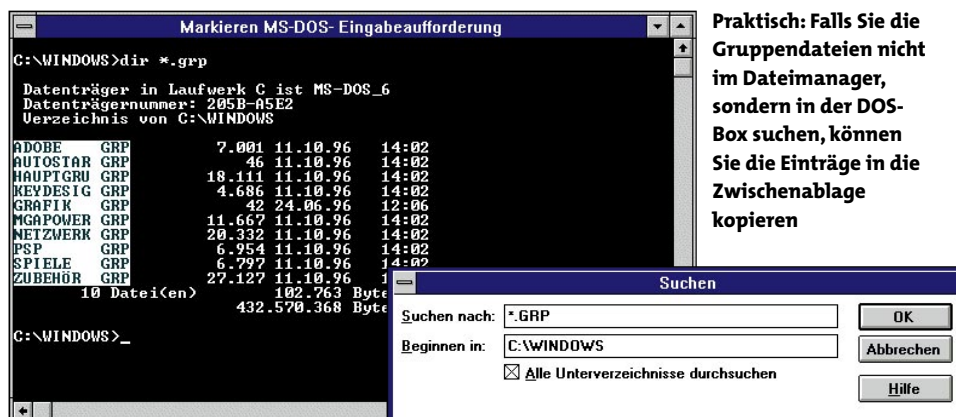 Markieren MS-DOS- Eingabeaufforderung
C:\WINDOWS>dir *.grp
Datenträger in Laufwerk C ist MS-DOS_6
Datenträgernummer: 205B-A5E2
Verzeichnis von C:\WINDOWS
ADOBE GRP 7.001 11.10.96 14:02
AUTOSTAR GRP 46 11.10.96 14:02
HAUPTGRU GRP 18.111 11.10.96 14:02
KEYDESIG GRP 4.686 11.10.96 14:02
GRAFIK GRP 42 24.06.96 12:06
MGAPOWER GRP 11.667 11.10.96 14:02
NETZWERK GRP 20.332 11.10.96 14:02
PSP GRP 6.954 11.10.96 14:02
SPIELE GRP 6.797 11.10.96 14:02
ZUBEHÖR GRP 27.127 11.10.96 1
10 Datei(en) 102.763 Byte
432.570.368 Byte
C:\WINDOWS>_
Praktisch: Falls Sie die
Gruppendateien nicht
im Dateimanager,
sondern in der DOS-
Box suchen, können
Sie die Einträge in die
Zwischenablage
kopieren
Suchen
Suchen nach: *.GRP
OK
Beginnen in: C:\WINDOWS
Abbrechen
Alle Unterverzeichnisse durchsuchen
Hilfe